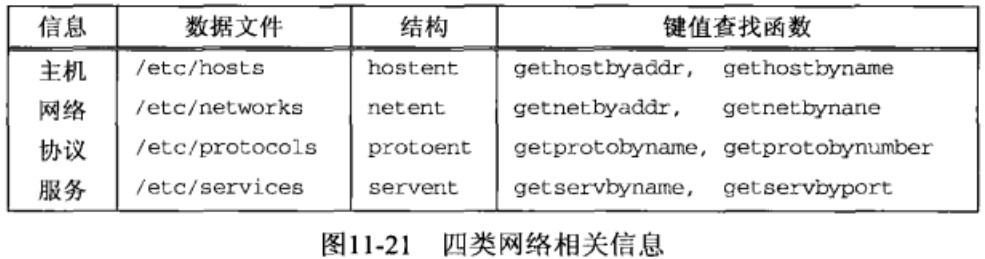 信息 数据文件 结构 键值查找函数
主机 /etc/hosts hostent gethostbyaddr, gethostbyname
网络 /etc/networks netent getnetbyaddr, getnetbynane
协议 /etc/protocols protoent getprotobyname, getprotobynumber
服务 /etc/services servent getservbyname, getservbyport
图11-21 四类网络相关信息